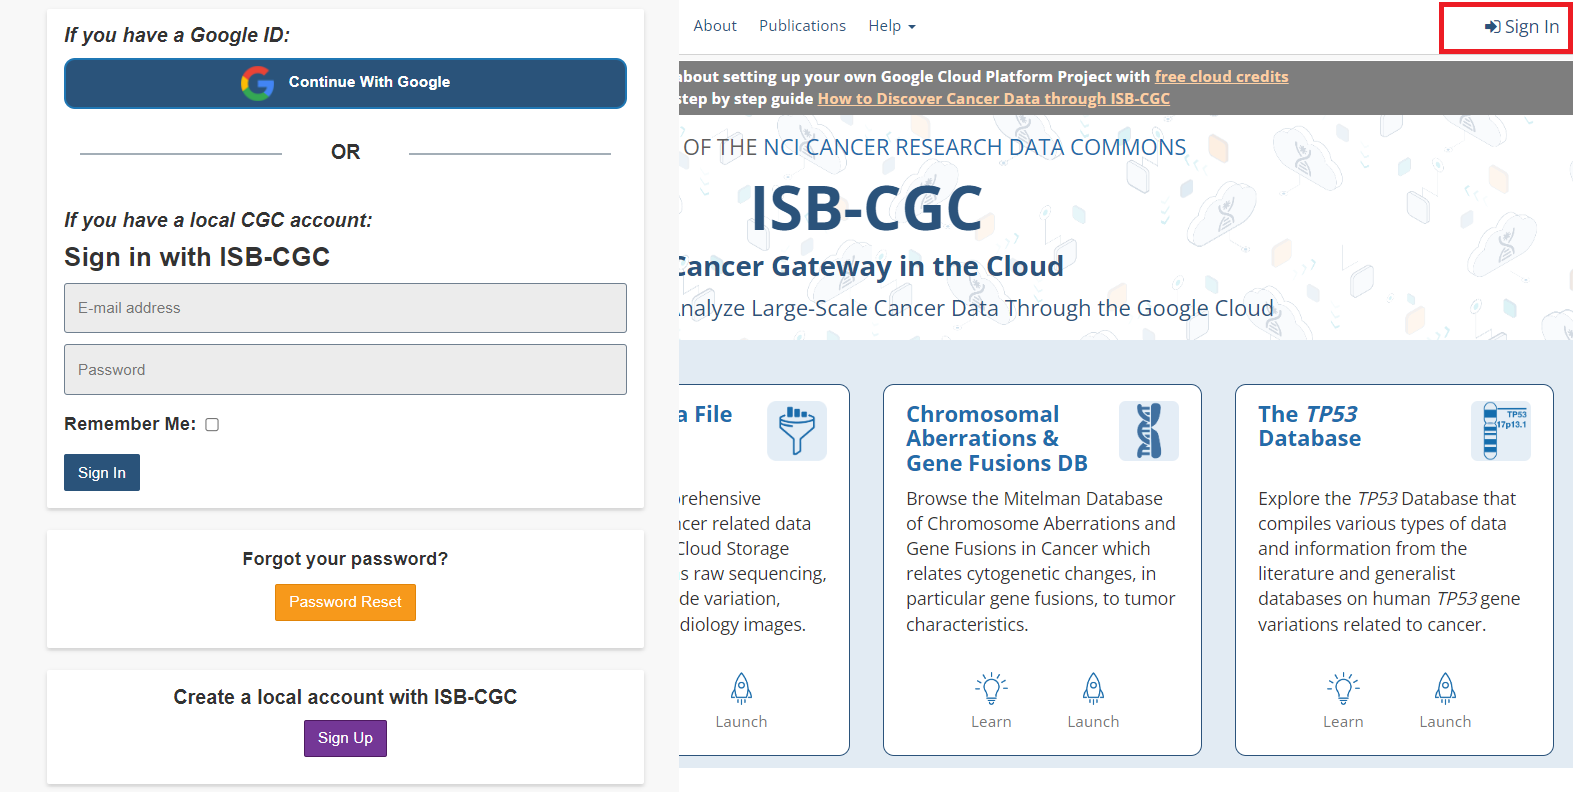 If you have a Google ID:
Continue With Google
OR
If you have a local CGC account:
Sign in with ISB-CGC
E-mail address
Password
Remember Me:
Sign In
Forgot your password?
Password Reset
Create a local account with ISB-CGC
Sign Up
About Publications Help
Sign In
about setting up your own Google Cloud Platform Project with free cloud credits
step by step guide How to Discover Cancer Data through ISB-CGC
OF THE NCI CANCER RESEARCH DATA COMMONS
ISB-CGC
Cancer Gateway in the Cloud
Analyze Large-Scale Cancer Data Through the Google Cloud
a File
rehensive
cer related data
Cloud Storage
s raw sequencing,
de variation,
diology images.
Launch
Chromosomal
Aberrations &
Gene Fusions DB
Browse the Mitelman Database
of Chromosome Aberrations and
Gene Fusions in Cancer which
relates cytogenetic changes, in
particular gene fusions, to tumor
characteristics.
Learn
Launch
The TP53
Database
TP53
17p13.1
Explore the TP53 Database that
compiles various types of data
and information from the
literature and generalist
databases on human TP53 gene
variations related to cancer.
Learn
Launch